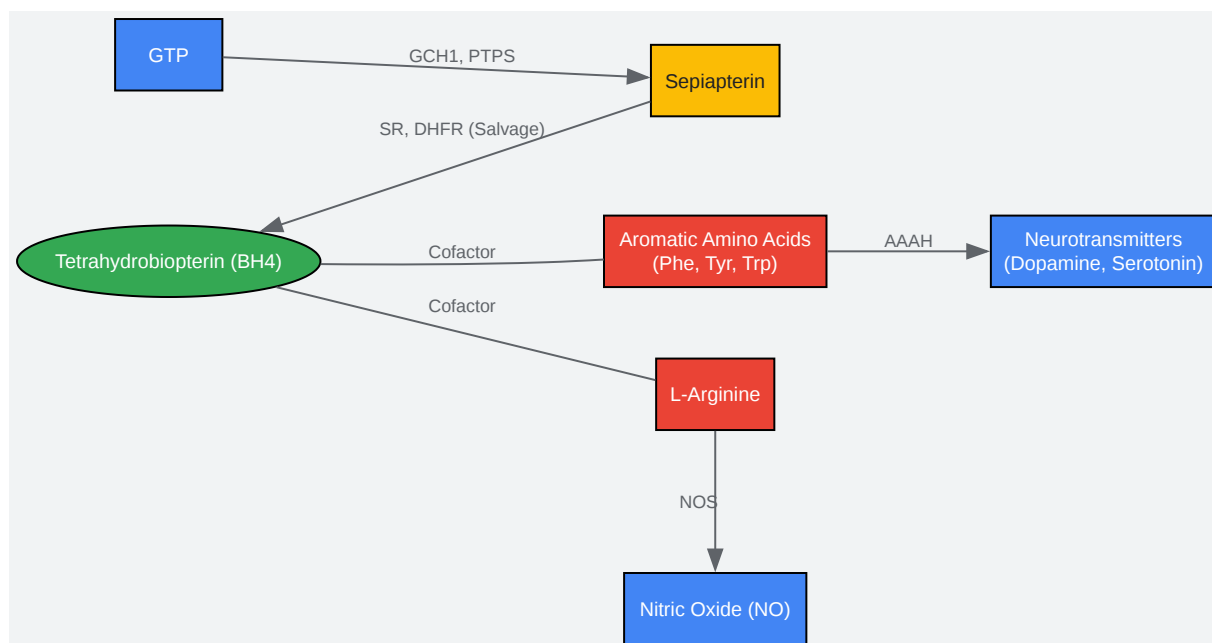 GTP
GCH1, PTPS
Sepiapterin
SR, DHFR (Salvage)
Tetrahydrobiopterin (BH4)
Cofactor
Aromatic Amino Acids
(Phe, Tyr, Trp)
AAAH
Neurotransmitters
(Dopamine, Serotonin)
Cofactor
L-Arginine
NOS
Nitric Oxide (NO)